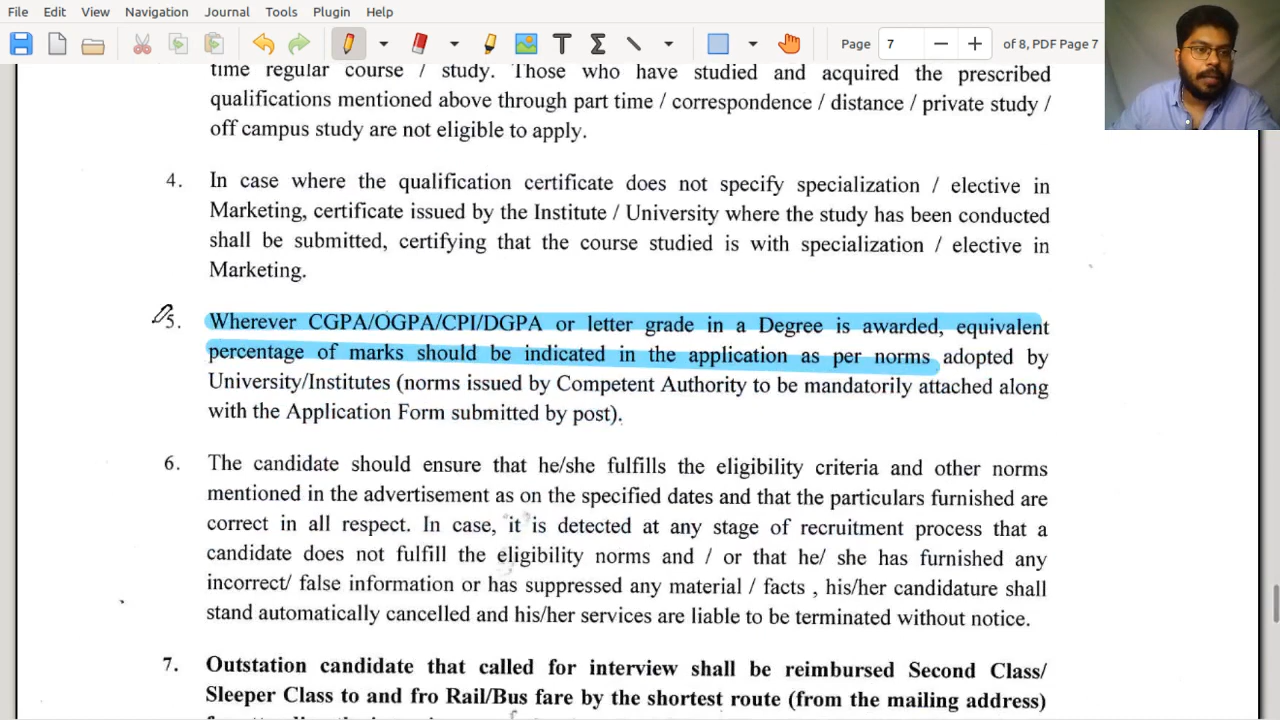 File Edit View Navigation Journal Tools Plugin Help
Page 7 of 8, PDF Page 7
time regular course / study. Those who have studied and acquired the prescribed
qualifications mentioned above through part time / correspondence / distance / private study /
off campus study are not eligible to apply.
4. In case where the qualification certificate does not specify specialization / elective in
Marketing, certificate issued by the Institute / University where the study has been conducted
shall be submitted, certifying that the course studied is with specialization / elective in
Marketing.
5. Wherever CGPA/OGPA/CPI/DGPA or letter grade in a Degree is awarded, equivalent
percentage of marks should be indicated in the application as per norms adopted by
University/Institutes (norms issued by Competent Authority to be mandatorily attached along
with the Application Form submitted by post).
6. The candidate should ensure that he/she fulfills the eligibility criteria and other norms
mentioned in the advertisement as on the specified dates and that the particulars furnished are
correct in all respect. In case, it is detected at any stage of recruitment process that a
candidate does not fulfill the eligibility norms and / or that he/ she has furnished any
incorrect/ false information or has suppressed any material / facts , his/her candidature shall
stand automatically cancelled and his/her services are liable to be terminated without notice.
7. Outstation candidate that called for interview shall be reimbursed Second Class/
Sleeper Class to and fro Rail/Bus fare by the shortest route (from the mailing address)